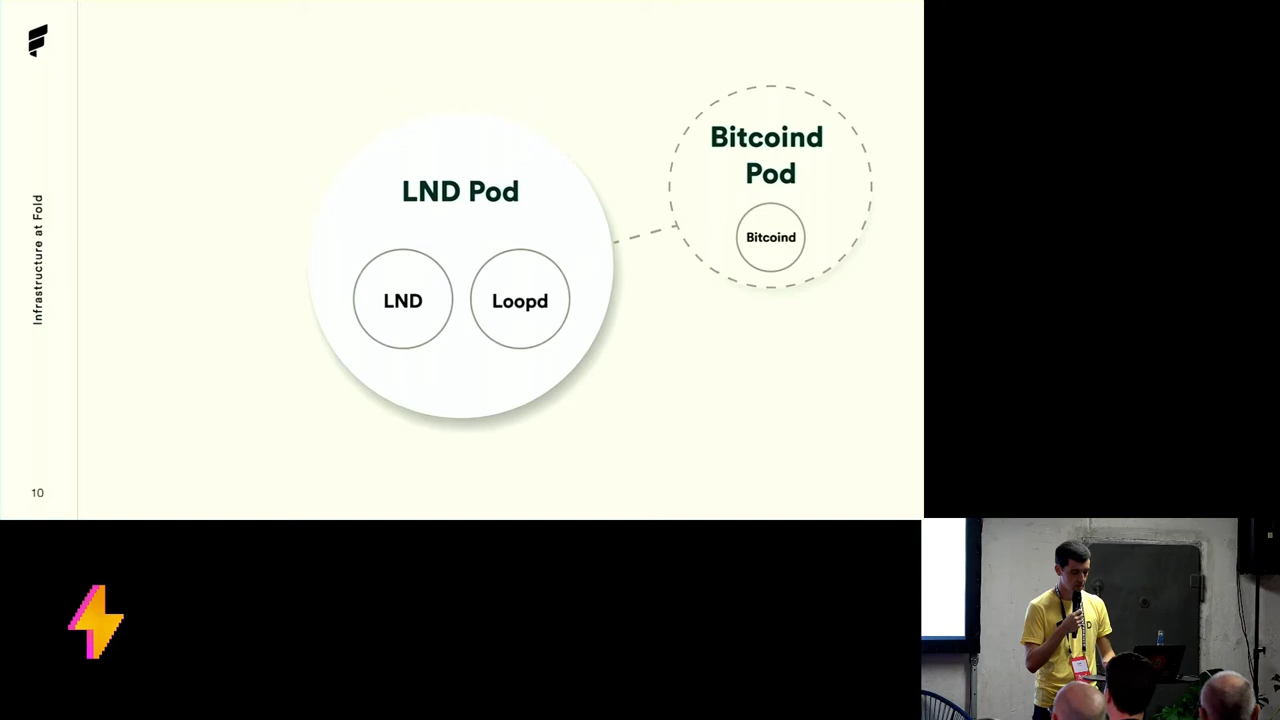 Infrastructure at Fold
10
LND Pod
LND
Loopd
Bitcoind
Pod
Bitcoind